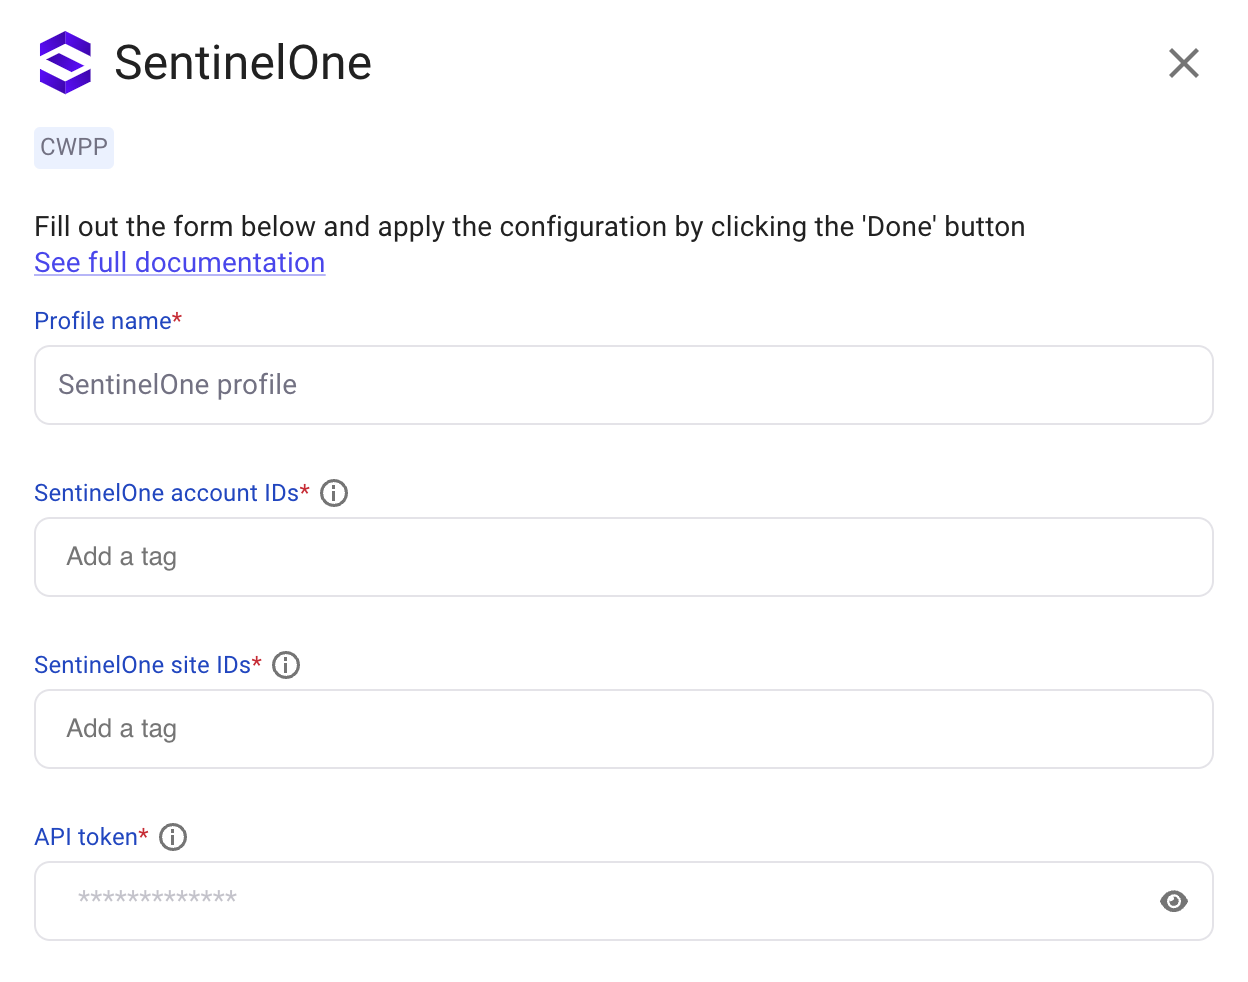 SentinelOne
CWPP
Fill out the form below and apply the configuration by clicking the 'Done' button
See full documentation
Profile name*
SentinelOne profile
SentinelOne account IDs*
Add a tag
SentinelOne site IDs*
Add a tag
API token*
*************